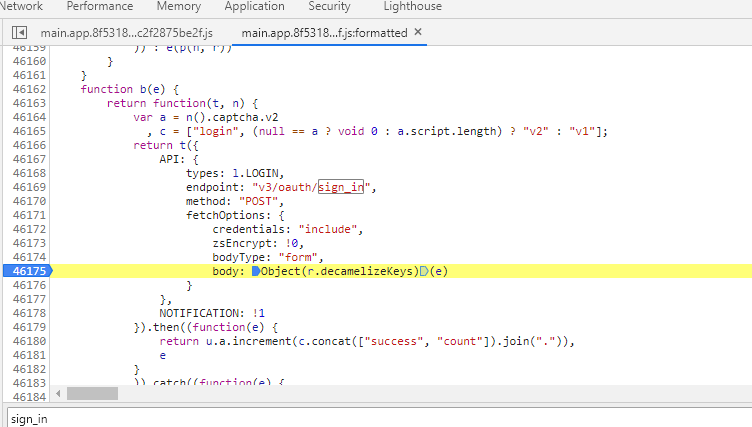 Network Performance Memory Application Security Lighthouse
main.app.8f5318...c2f2875be2f.js main.app.8f5318...f.js:formatted ×
46159 )) : e(p(n, r))
46160 }
46161 }
46162 function b(e) {
46163 return function(t, n) {
46164 var a = n().captcha.v2
46165 , c = ["login", (null == a ? void 0 : a.script.length) ? "v2" : "v1"];
46166 return t({
46167 API: {
46168 types: l.LOGIN,
46169 endpoint: "v3/oauth/sign_in",
46170 method: "POST",
46171 fetchOptions: {
46172 credentials: "include",
46173 zsEncrypt: !0,
46174 bodyType: "form",
46175 body: Object(r.decamelizeKeys)(e)
46176 }
46177 },
46178 NOTIFICATION: !1
46179 }).then((function(e) {
46180 return u.a.increment(c.concat(["success", "count"]).join(".")),
46181 e
46182 }
46183 )).catch((function(e) {
46184
sign_in